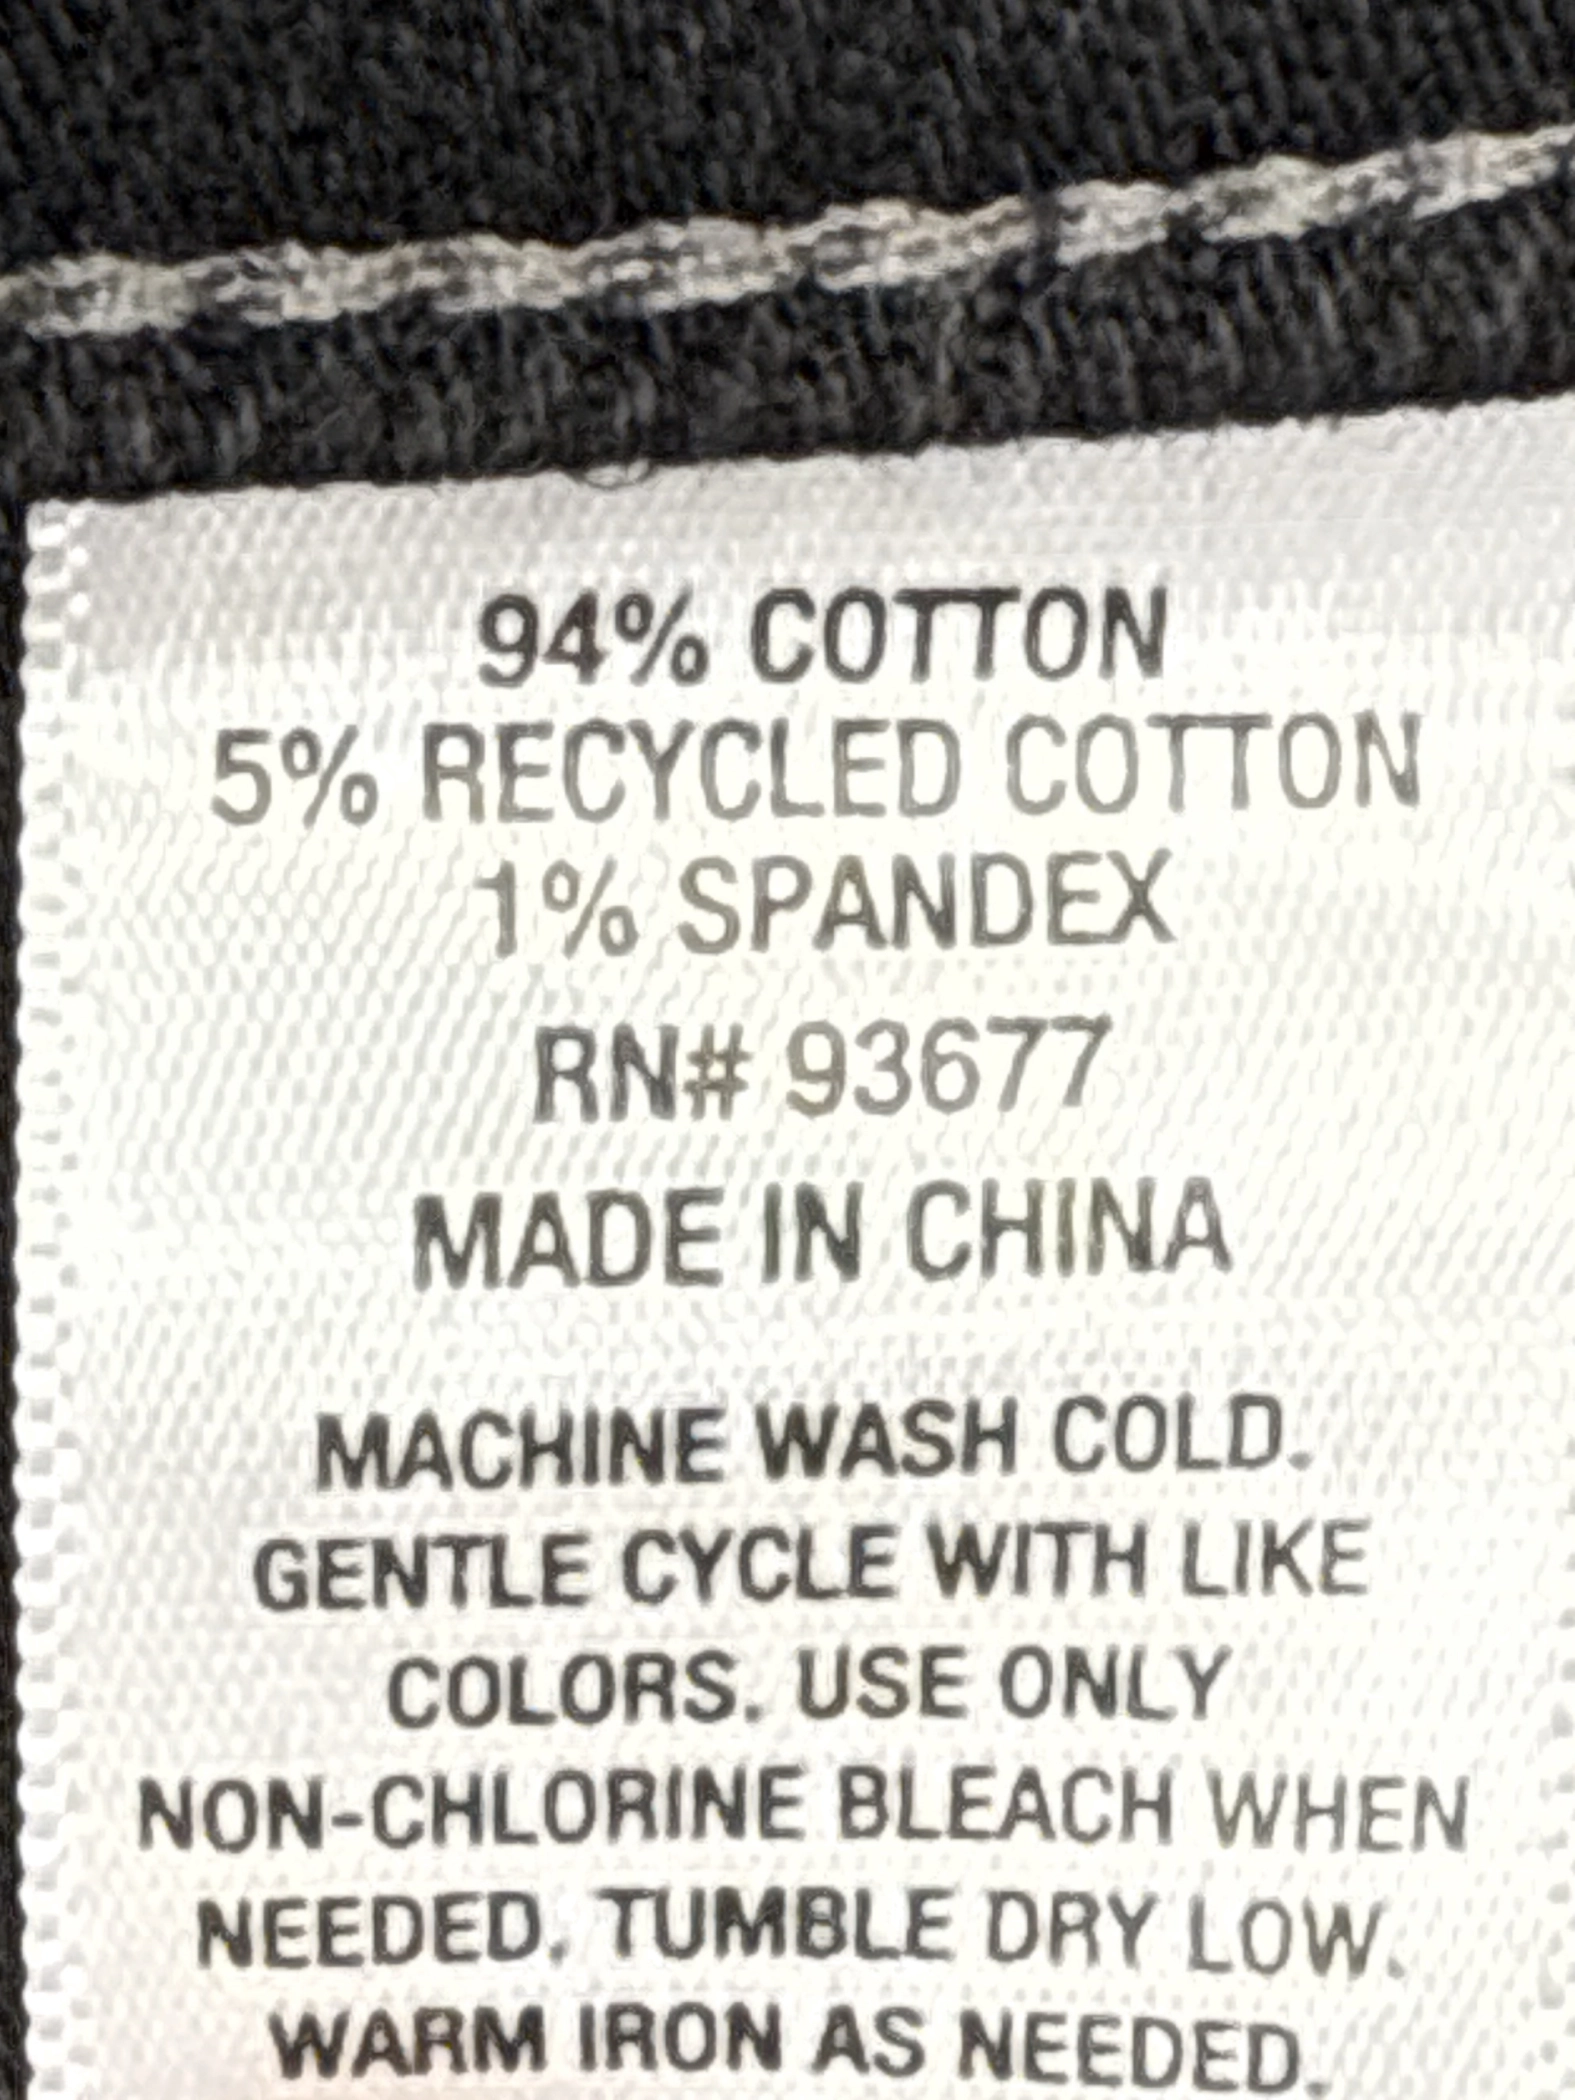 94% COTTON
5% RECYCLED COTTON
1% SPANDEX
RN# 93677
MADE IN CHINA
MACHINE WASH COLD.
GENTLE CYCLE WITH LIKE
COLORS. USE ONLY
NON-CHLORINE BLEACH WHEN
NEEDED. TUMBLE DRY LOW.
WARM IRON AS NEEDED.